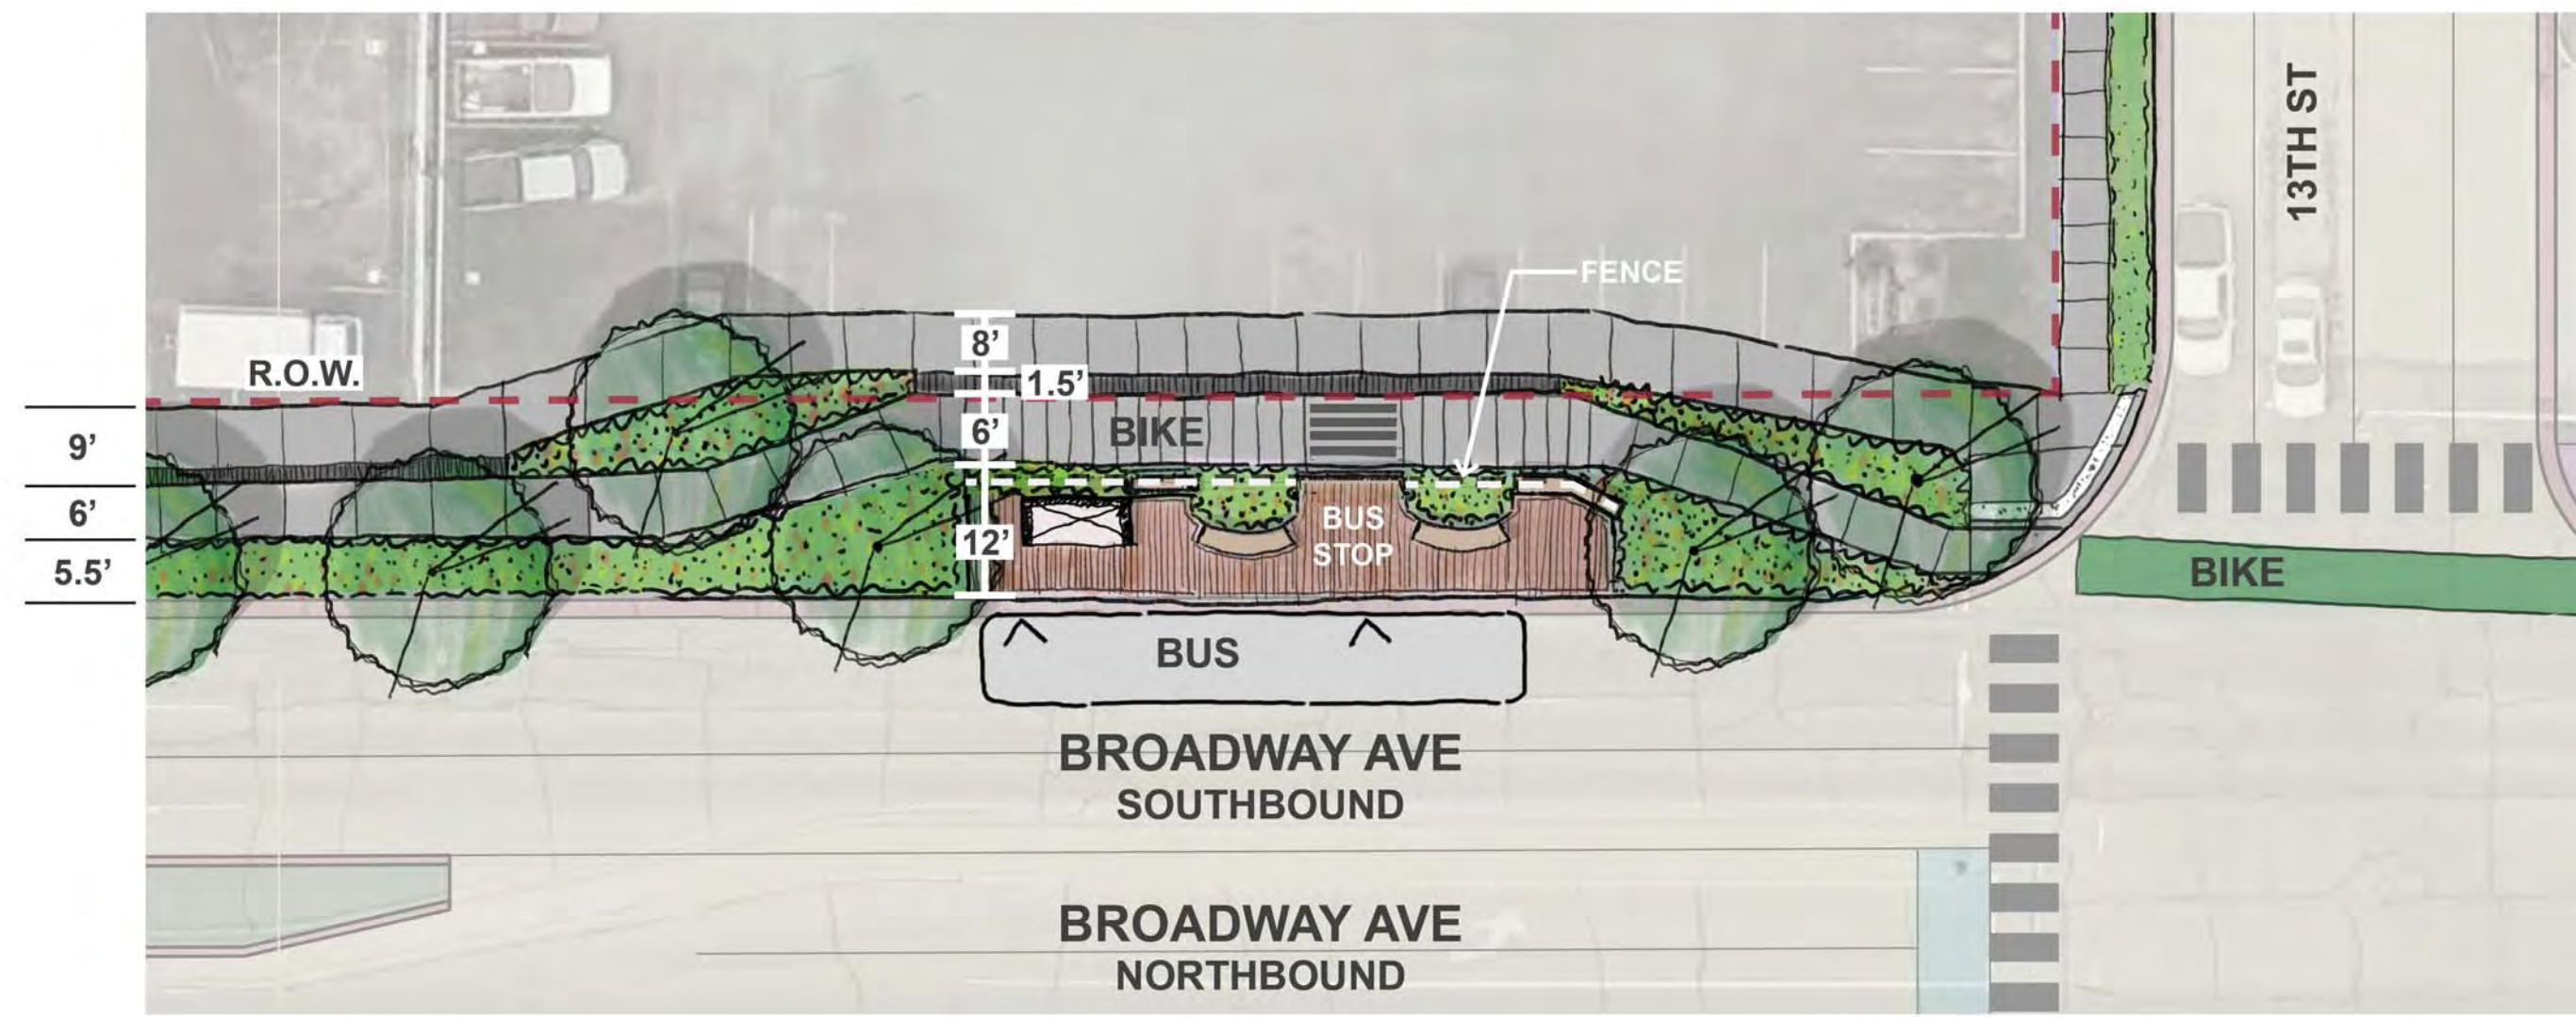 13TH ST
FENCE
8'
R.O.W.
1.5'
9'
6'
BIKE
6'
12'
BUS
STOP
5.5'
BIKE
BUS
BROADWAY AVE
SOUTHBOUND
BROADWAY AVE
NORTHBOUND